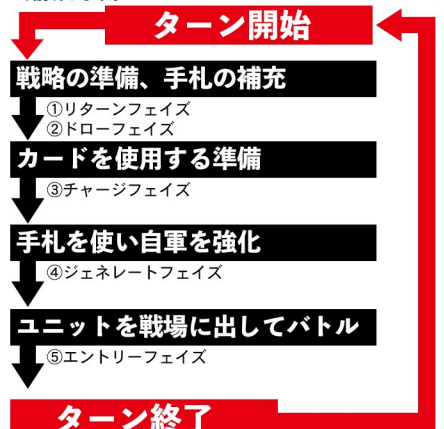 ターン開始
戦略の準備、手札の補充
①リターンフェイズ
②ドローフェイズ
カードを使用する準備
③チャージフェイズ
手札を使い自軍を強化
④ジェネレートフェイズ
ユニットを戦場に出してバトル
⑤エントリーフェイズ
ターン終了